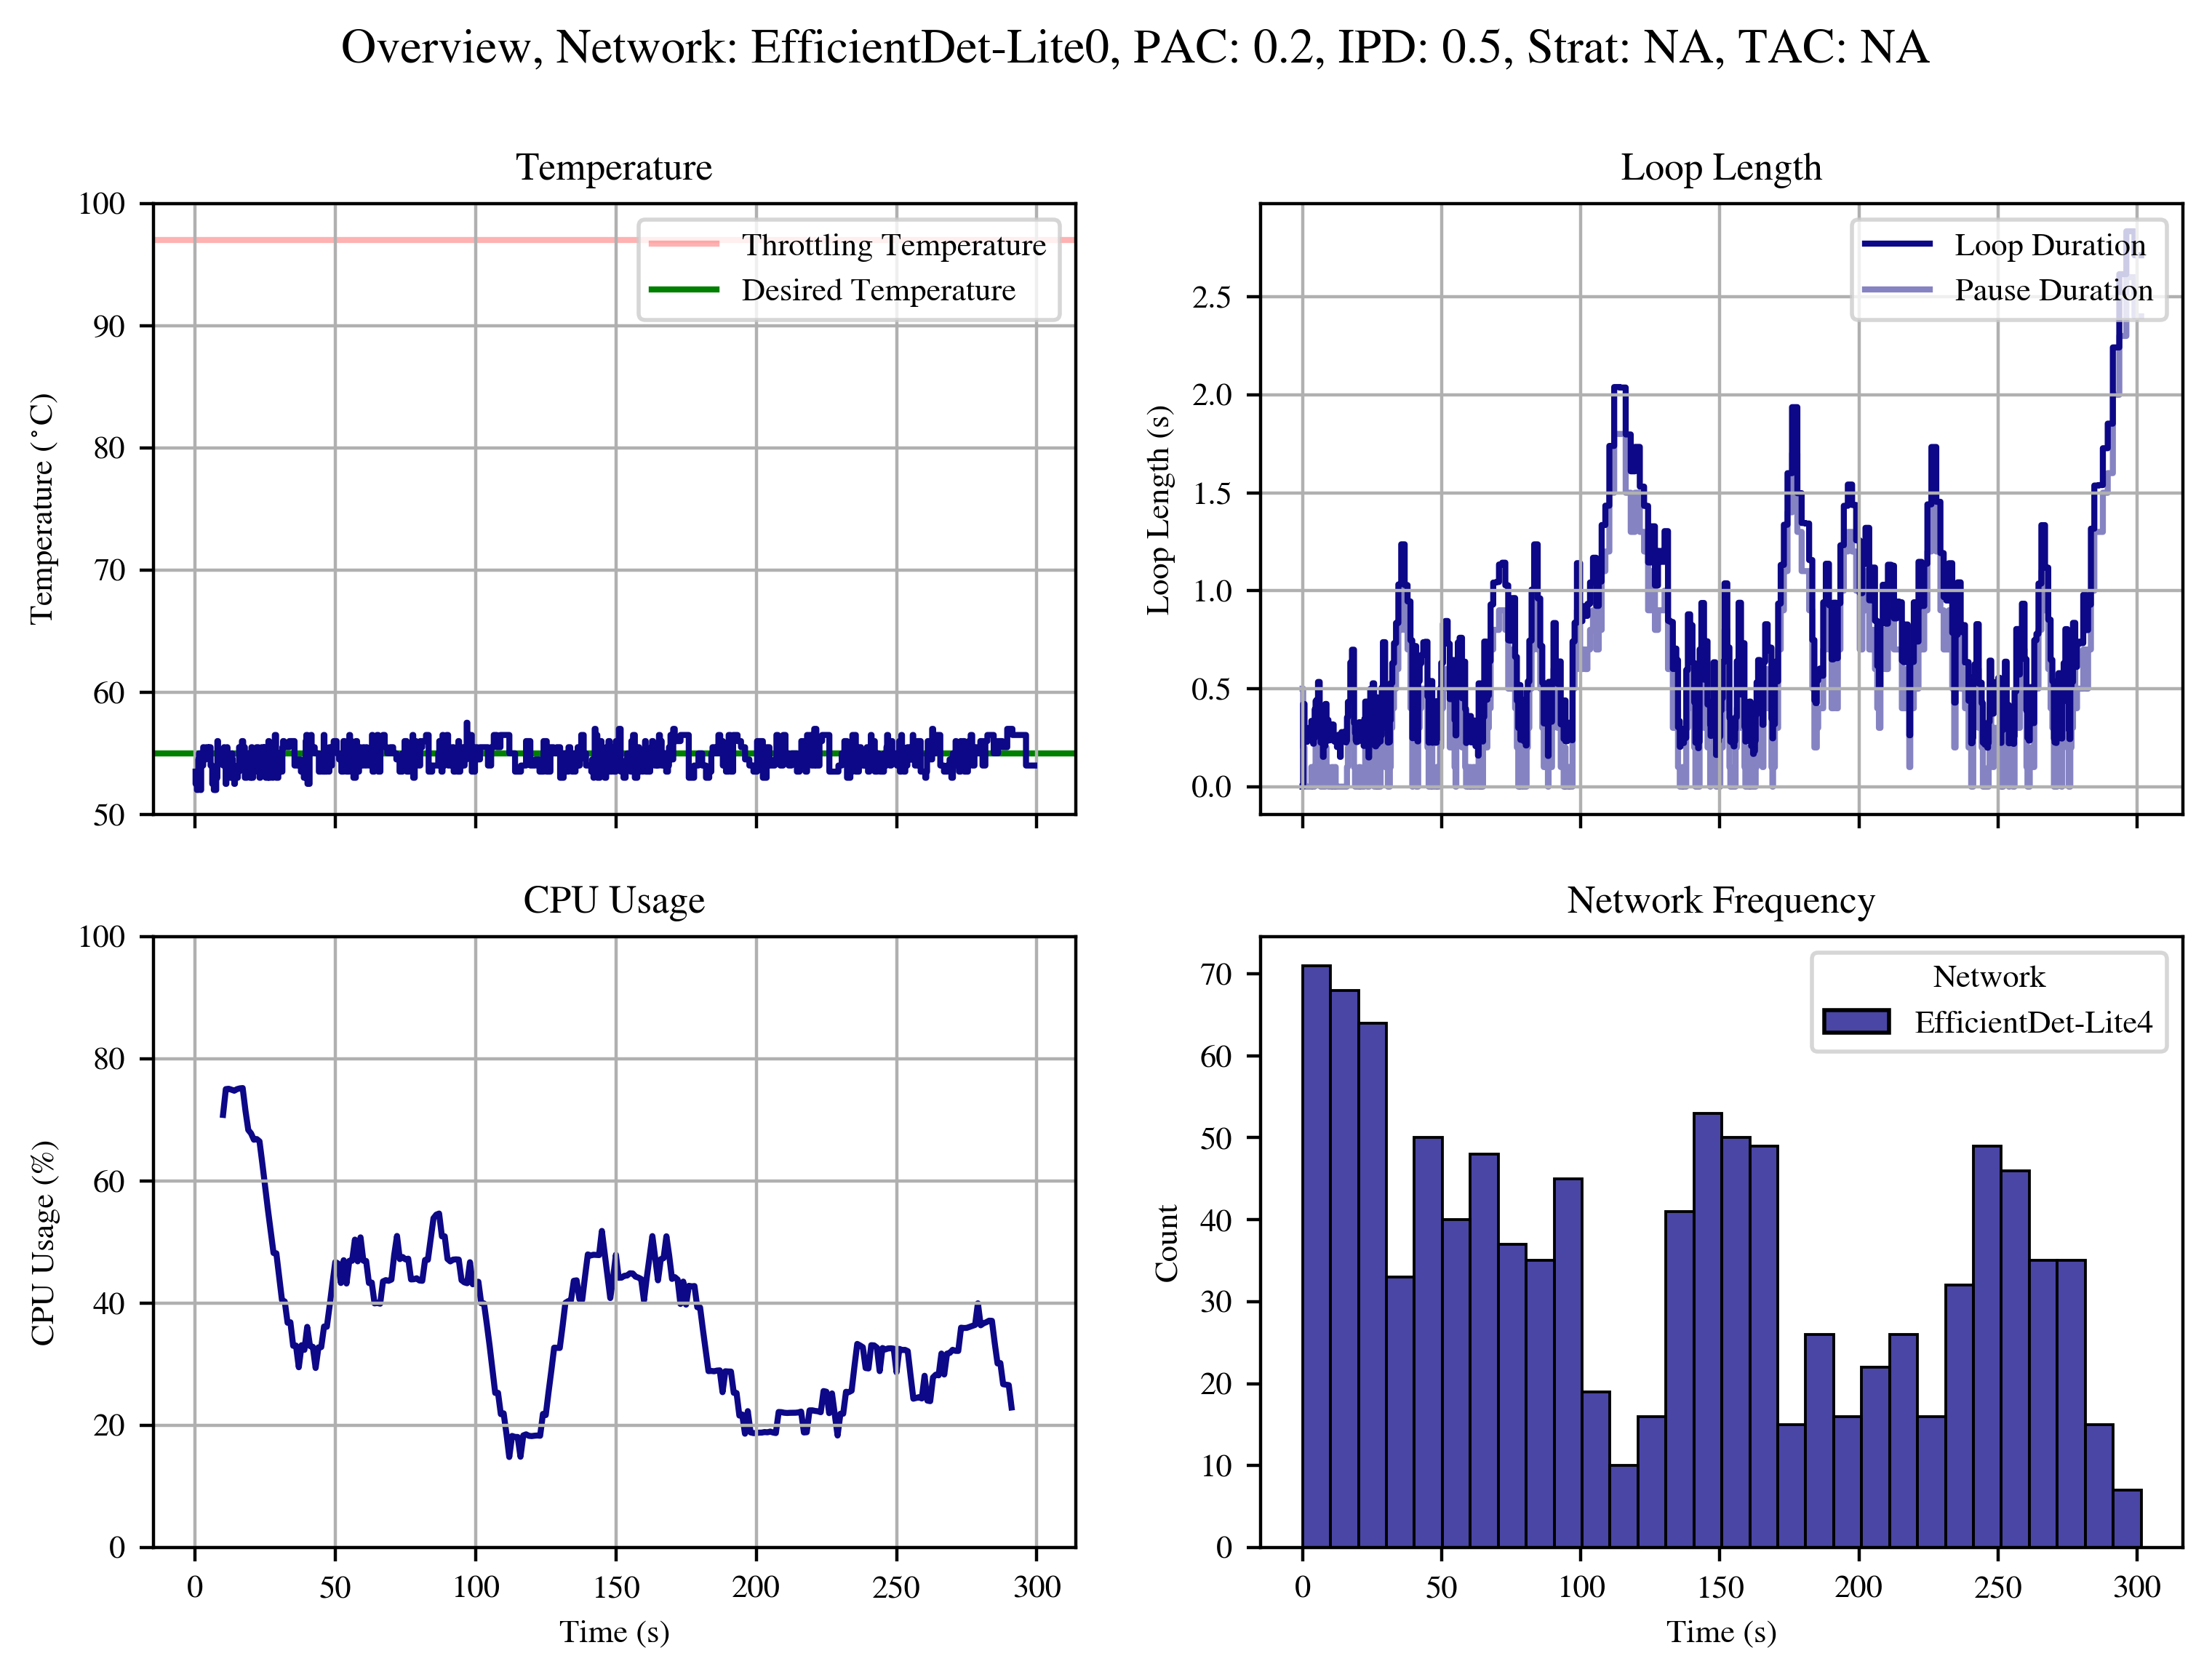 Overview, Network: EfficientDet-Lite0, PAC: 0.2, IPD: 0.5, Strat: NA, TAC: NA
Temperature
100
90
80
70
60
50
Temperature (°C)
Throttling Temperature
Desired Temperature
Loop Length
2.5
2.0
1.5
1.0
0.5
0.0
Loop Length (s)
Loop Duration
Pause Duration
CPU Usage
100
80
60
40
20
0
CPU Usage (%)
0 50 100 150 200 250 300
Time (s)
Network Frequency
70
60
50
40
30
20
10
0
Count
Network
EfficientDet-Lite4
0 50 100 150 200 250 300
Time (s)